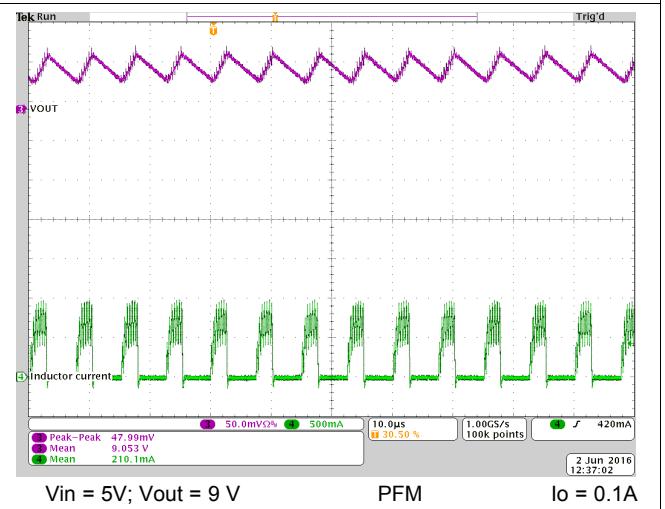 Tek Run Trig'd
T
T
3 VOUT
4 Inductor current
3 50.0mVΩ% 4 500mA
10.0µs
T 30.50 %
1.00GS/s
100k points
4 420mA
3 Peak-Peak 47.99mV
3 Mean 9.053 V
4 Mean 210.1mA
2 Jun 2016
12:37:02
Vin = 5V; Vout = 9 V PFM Io = 0.1A